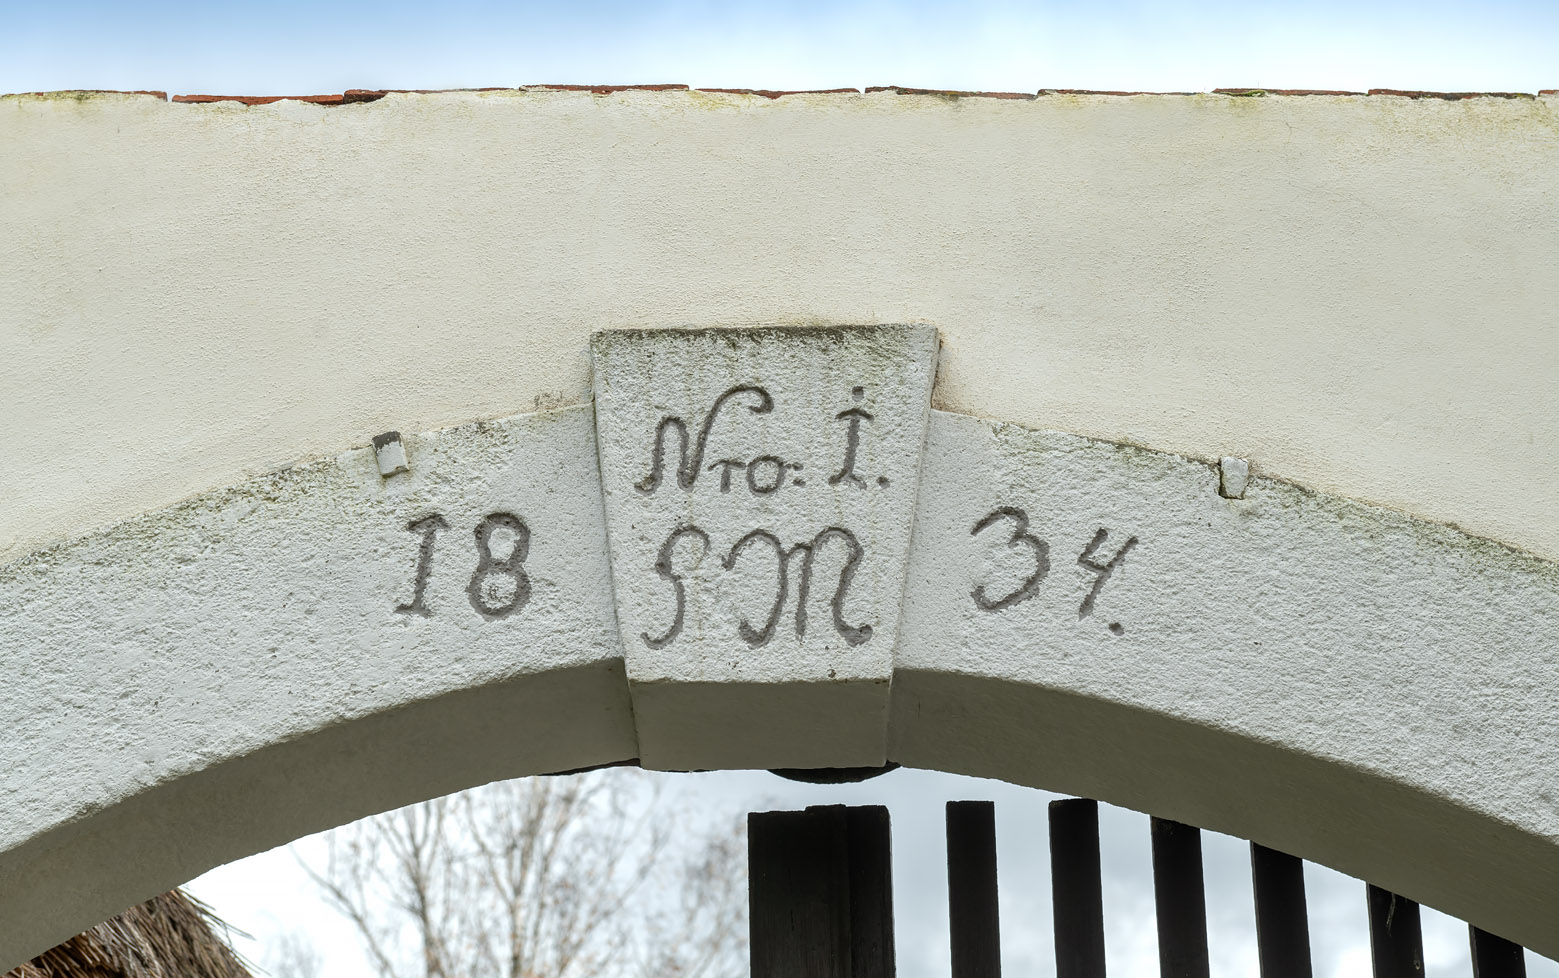 Nro: İ.
18 SM 34.